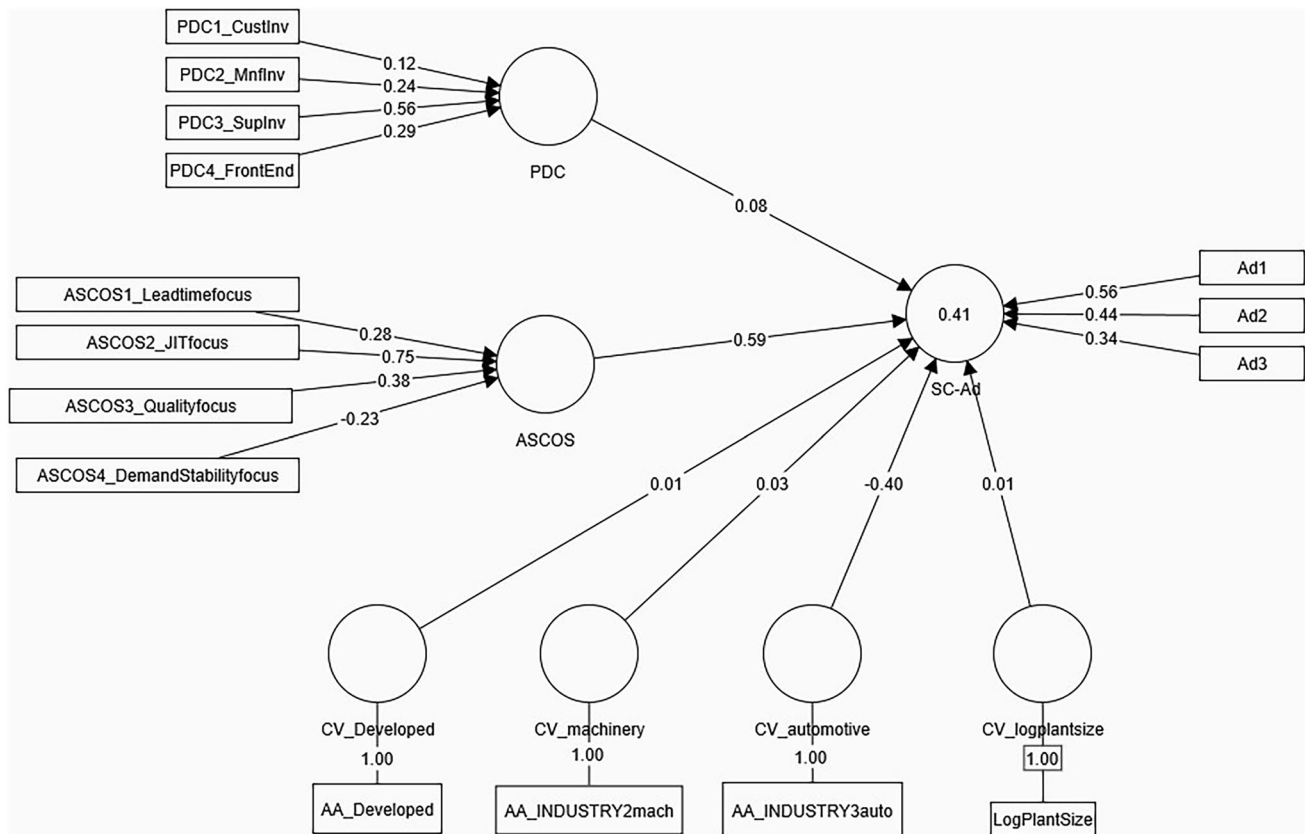 PDC1_CustInv
PDC2_MnfInv
PDC3_SupInv
PDC4_FrontEnd
0.12
0.24
0.56
0.29
PDC
0.08
ASCOS1_Leadtimefocus
ASCOS2_JITfocus
ASCOS3_Qualityfocus
ASCOS4_DemandStabilityfocus
0.28
0.75
0.38
-0.23
ASCOS
0.59
0.41
SC-Ad
0.56
0.44
0.34
Ad1
Ad2
Ad3
0.01
0.03
-0.40
0.01
CV_Developed
CV_machinery
CV_automotive
CV_logplantsize
1.00
1.00
1.00
1.00
AA_Developed
AA_INDUSTRY2mach
AA_INDUSTRY3auto
LogPlantSize